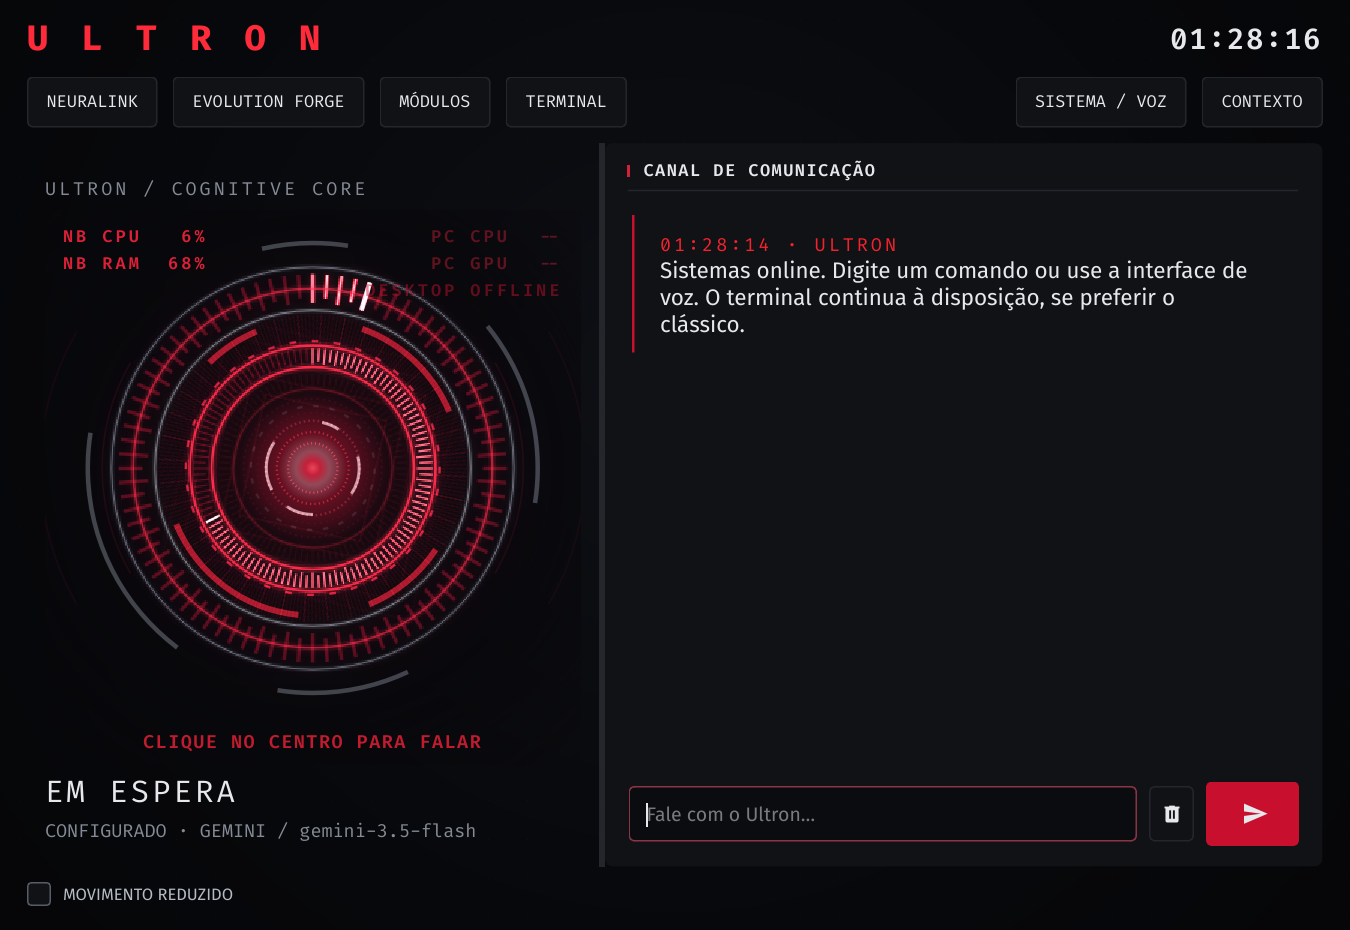 ULTRON
01:28:16
NEURALINK
EVOLUTION FORGE
MÓDULOS
TERMINAL
SISTEMA / VOZ
CONTEXTO
ULTRON / COGNITIVE CORE
NB CPU 6%
NB RAM 68%
PC CPU --
PC GPU --
DESKTOP OFFLINE
CLIQUE NO CENTRO PARA FALAR
EM ESPERA
CONFIGURADO · GEMINI / gemini-3.5-flash
MOVIMENTO REDUZIDO
CANAL DE COMUNICAÇÃO
01:28:14 · ULTRON
Sistemas online. Digite um comando ou use a interface de
voz. O terminal continua à disposição, se preferir o
clássico.
Fale com o Ultron...